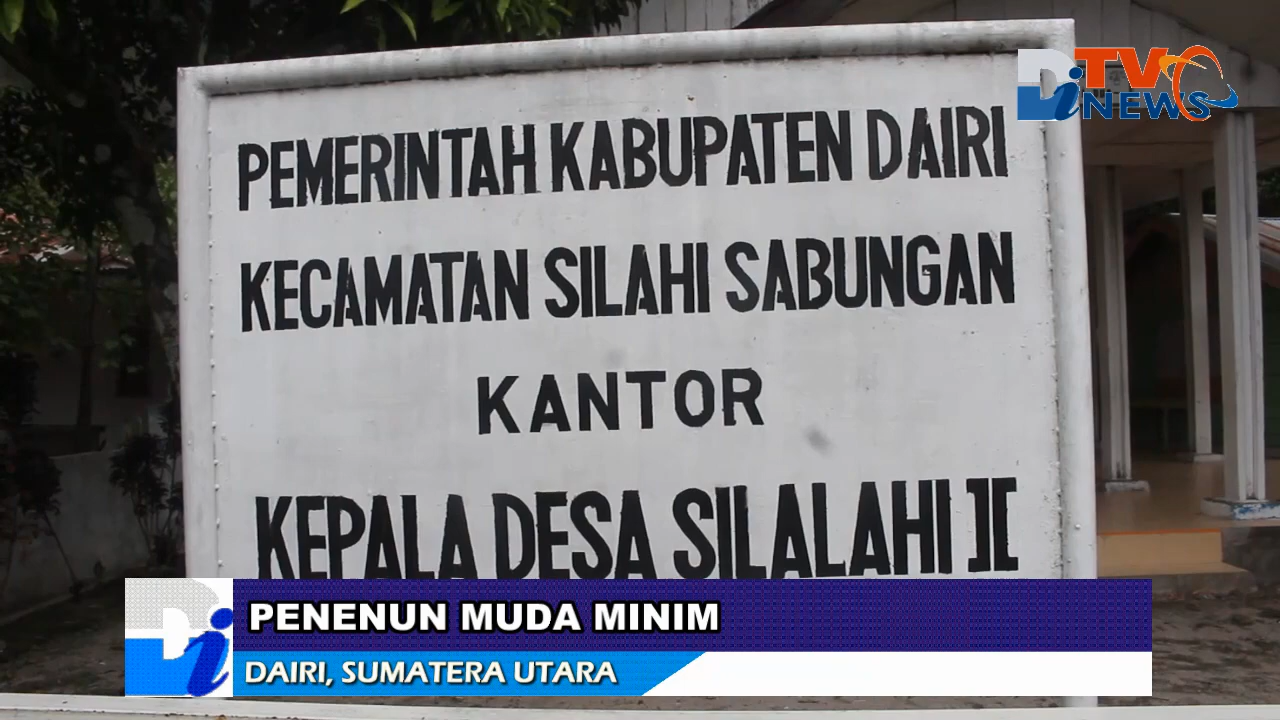 DiTV NEWS
PEMERINTAH KABUPATEN DAIRI
KECAMATAN SILAHI SABUNGAN
KANTOR
KEPALA DESA SILALAHI II
Di PENENUN MUDA MINIM
DAIRI, SUMATERA UTARA